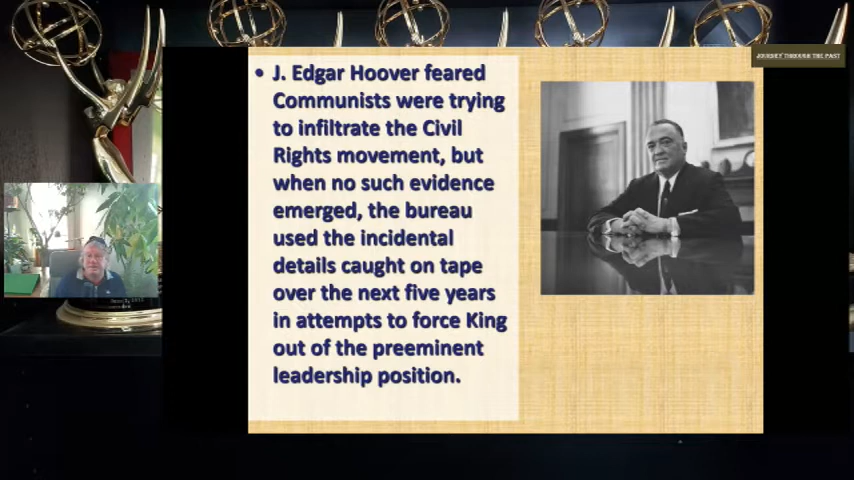 JOURNEY THROUGH THE PAST
• J. Edgar Hoover feared
Communists were trying
to infiltrate the Civil
Rights movement, but
when no such evidence
emerged, the bureau
used the incidental
details caught on tape
over the next five years
in attempts to force King
out of the preeminent
leadership position.